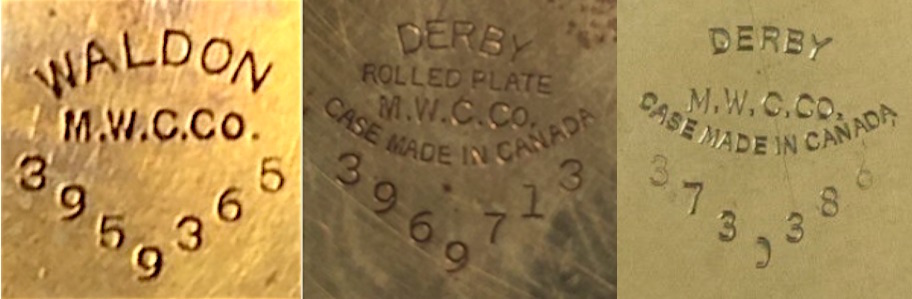 WALDON
M.W.C.Co.
3959365
DERBY
ROLLED PLATE
M.W.C.Co.
CASE MADE IN CANADA
3969713
DERBY
M.W.C.CO.
CASE MADE IN CANADA